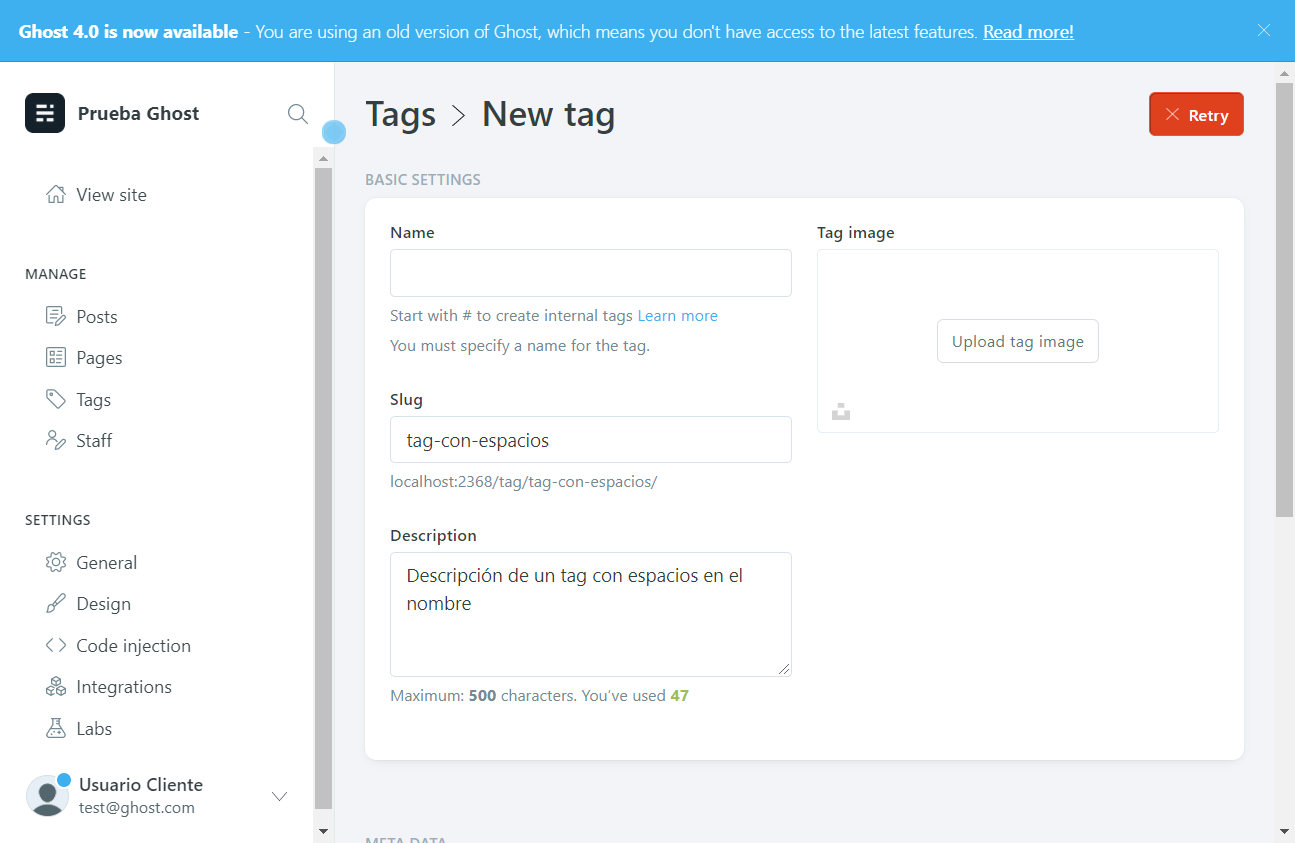 Ghost 4.0 is now available - You are using an old version of Ghost, which means you don't have access to the latest features. Read more!
Prueba Ghost
View site
MANAGE
Posts
Pages
Tags
Staff
SETTINGS
General
Design
Code injection
Integrations
Labs
Usuario Cliente
test@ghost.com
Tags > New tag
Retry
BASIC SETTINGS
Name
Start with # to create internal tags Learn more
You must specify a name for the tag.
Slug
tag-con-espacios
localhost:2368/tag/tag-con-espacios/
Description
Descripción de un tag con espacios en el
nombre
Maximum: 500 characters. You’ve used 47
Tag image
Upload tag image
META DATA